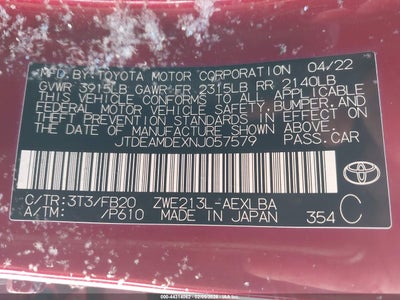 MFD. BY: TOYOTA MOTOR CORPORATION 04/22
GVWR 3915LB GAWR FR 2315LB RR 2140LB
THIS VEHICLE CONFORMS TO ALL APPLICABLE
FEDERAL MOTOR VEHICLE SAFETY, BUMPER, AND
THEFT PREVENTION STANDARDS IN EFFECT ON THE DATE
OF MANUFACTURE SHOWN ABOVE.
JTDEAMDEXNJ057579 PASS.CAR
C/TR: 3T3/FB20 ZWE213L-AEXLBA
A/TM: /P610 MADE IN JAPAN 354 C
TOYOTA